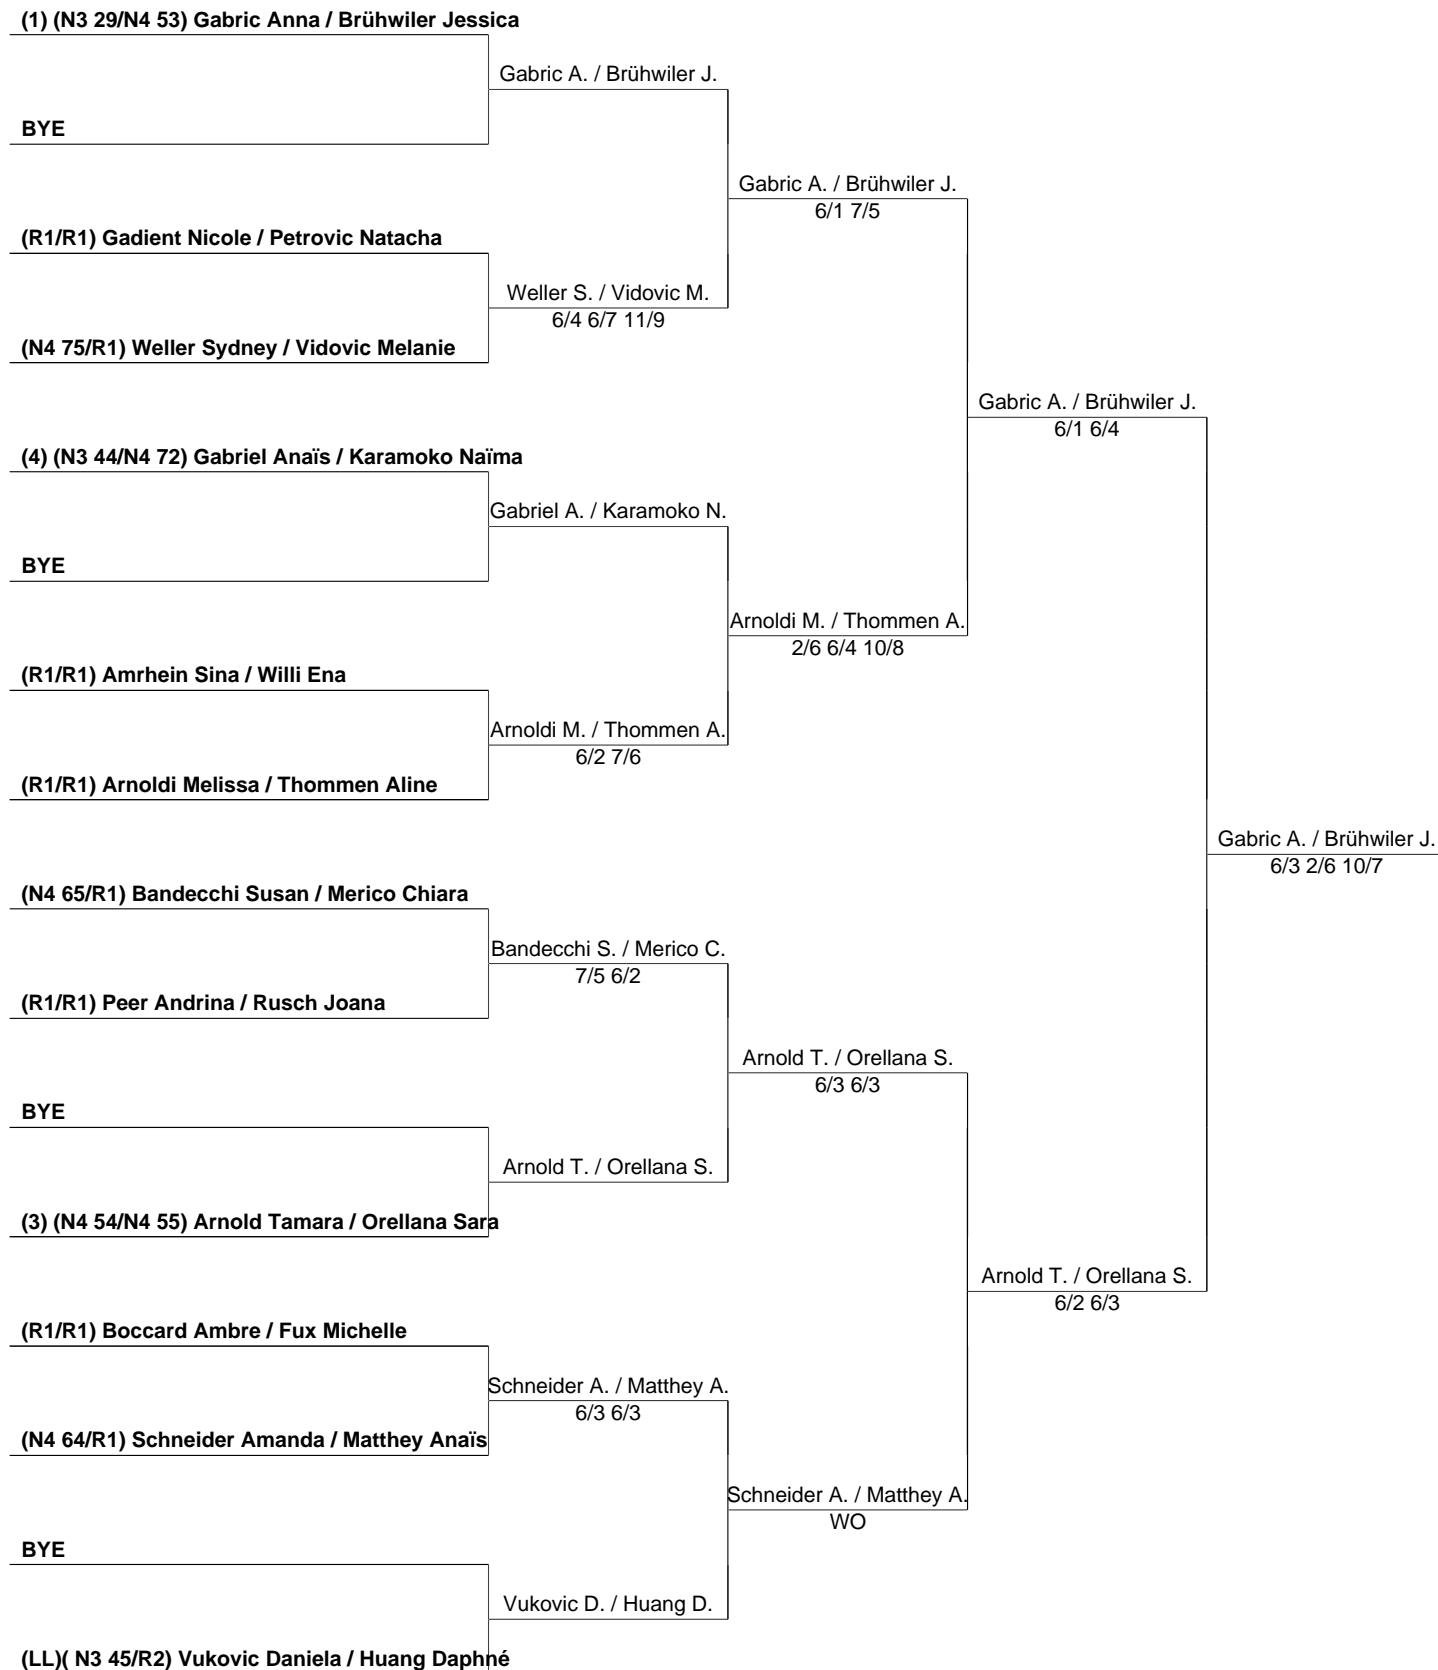 (1) (N3 29/N4 53) Gabric Anna / Brühwiler Jessica
Gabric A. / Brühwiler J.
BYE
Gabric A. / Brühwiler J.
6/1 7/5
(R1/R1) Gadient Nicole / Petrovic Natacha
Weller S. / Vidovic M.
6/4 6/7 11/9
(N4 75/R1) Weller Sydney / Vidovic Melanie
Gabric A. / Brühwiler J.
6/1 6/4
(4) (N3 44/N4 72) Gabriel Anaïs / Karamoko Naïma
Gabriel A. / Karamoko N.
BYE
Arnoldi M. / Thommen A.
2/6 6/4 10/8
(R1/R1) Amrhein Sina / Willi Ena
Arnoldi M. / Thommen A.
6/2 7/6
(R1/R1) Arnoldi Melissa / Thommen Aline
Gabric A. / Brühwiler J.
6/3 2/6 10/7
(N4 65/R1) Bandecchi Susan / Merico Chiara
Bandecchi S. / Merico C.
7/5 6/2
(R1/R1) Peer Andrina / Rusch Joana
Arnold T. / Orellana S.
6/3 6/3
BYE
Arnold T. / Orellana S.
(3) (N4 54/N4 55) Arnold Tamara / Orellana Sara
Arnold T. / Orellana S.
6/2 6/3
(R1/R1) Boccard Ambre / Fux Michelle
Schneider A. / Matthey A.
6/3 6/3
(N4 64/R1) Schneider Amanda / Matthey Anaïs
Schneider A. / Matthey A.
WO
BYE
Vukovic D. / Huang D.
(LL)( N3 45/R2) Vukovic Daniela / Huang Daphné